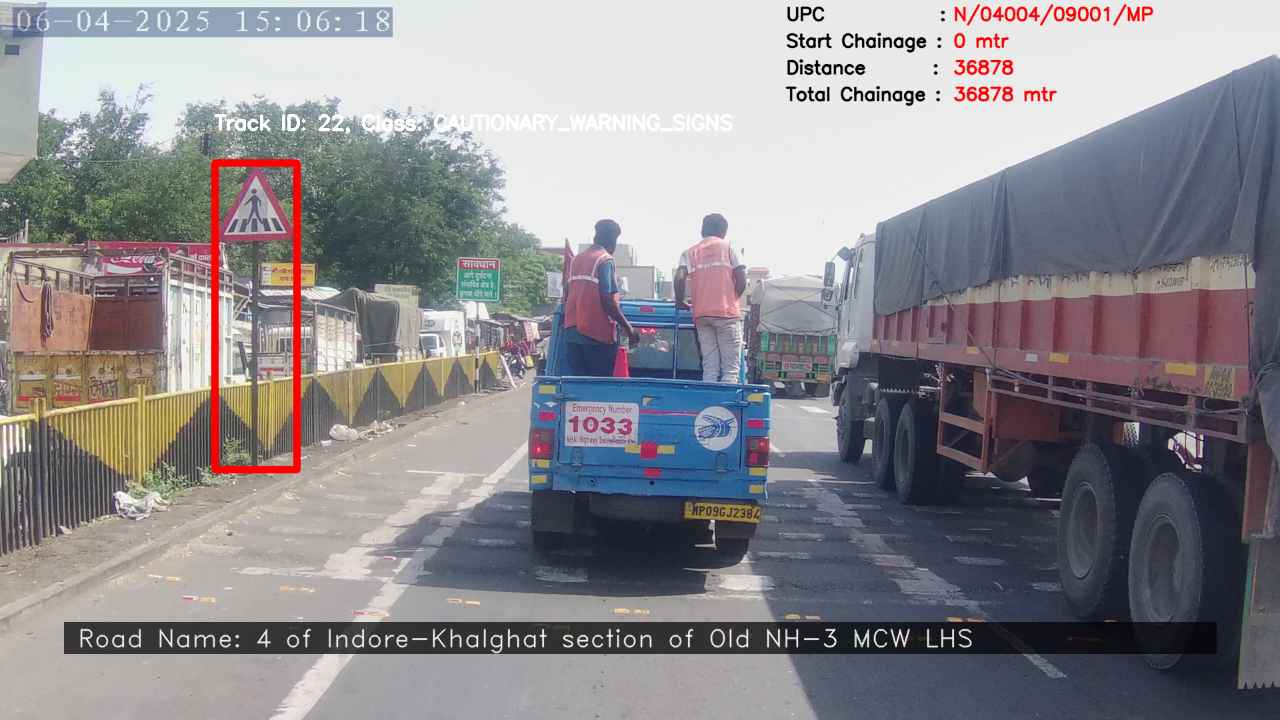 06-04-2025 15:06:18
UPC : N/04004/09001/MP
Start Chainage : 0 mtr
Distance : 36878
Total Chainage : 36878 mtr
Track ID: 22, Class: CAUTIONARY_WARNING_SIGNS
सावधान
Emergency Number
1033
MP09GJ2384
Road Name: 4 of Indore-Khalghat section of Old NH-3 MCW LHS